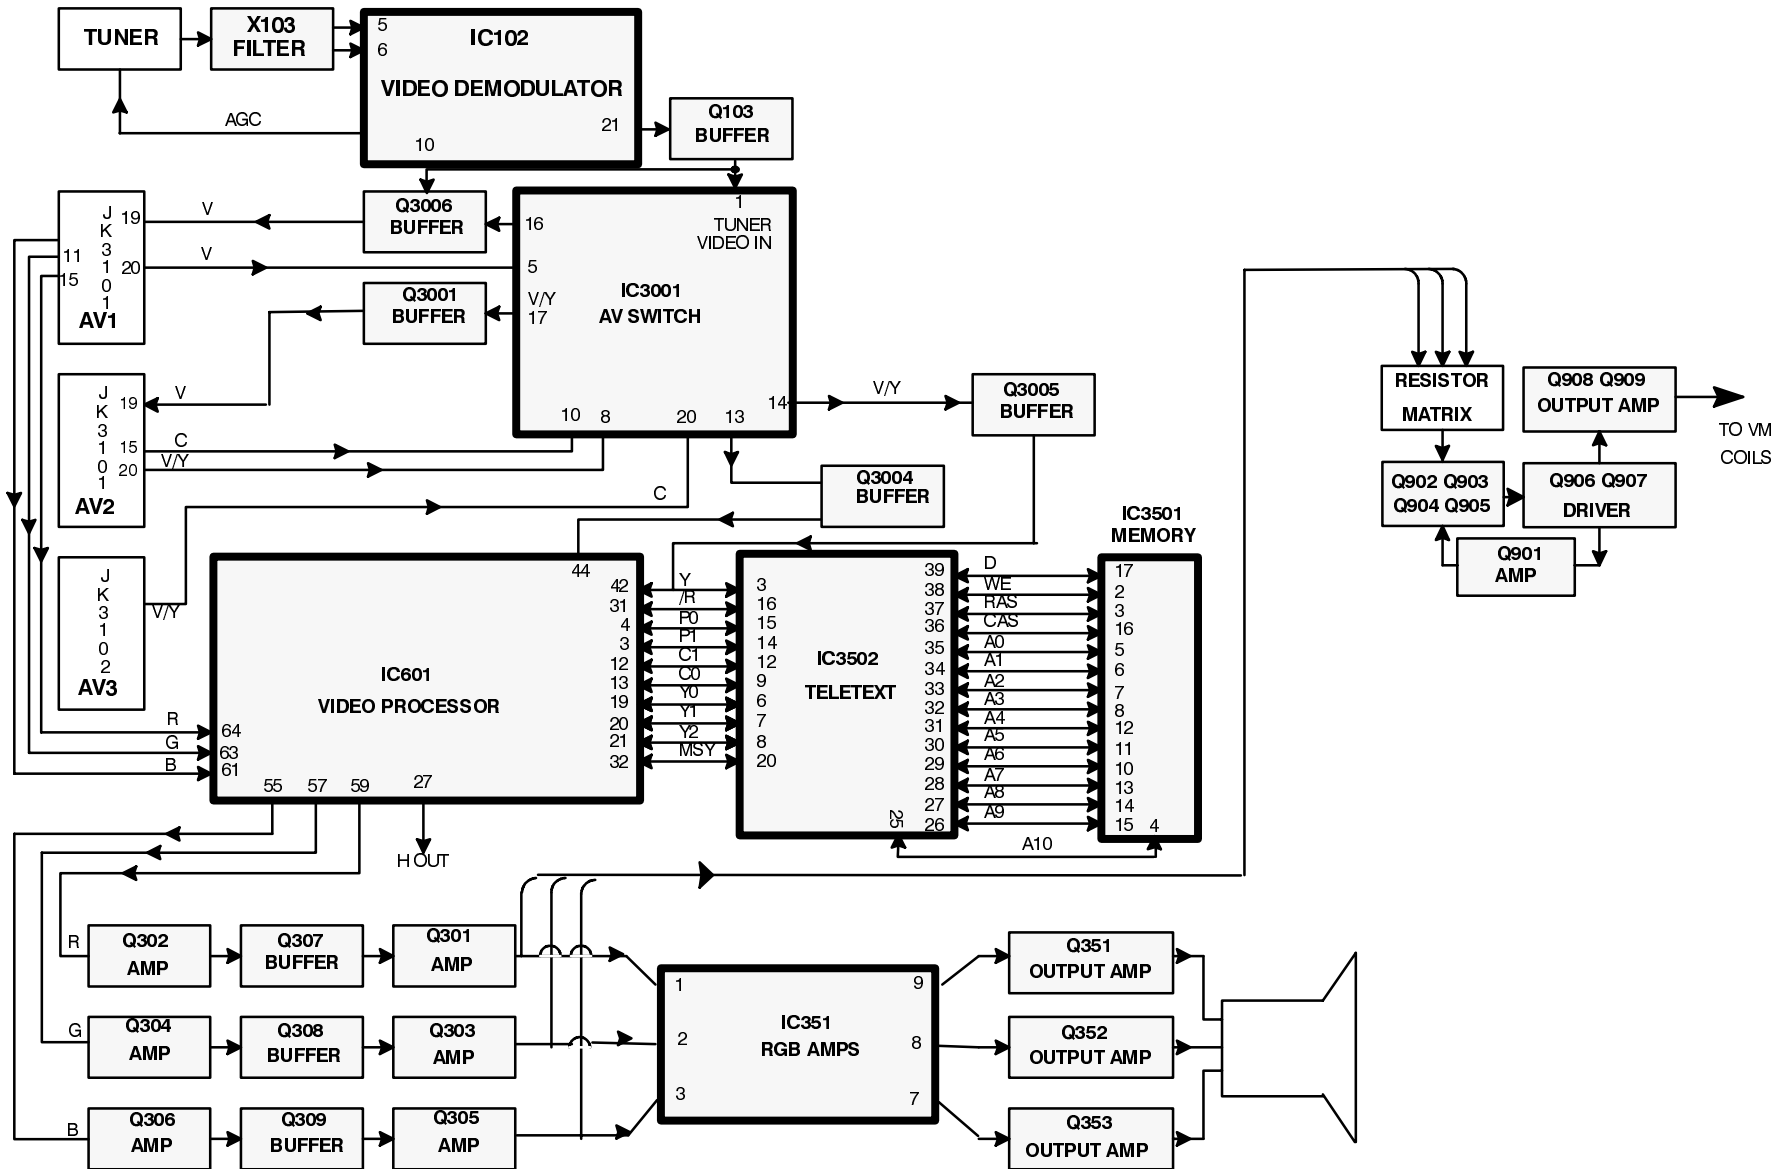 TUNER
X103
FILTER
5
6
IC102
VIDEO DEMODULATOR
21
10
AGC
Q103
BUFFER
J
K
3
1
0
1
19
11
20
15
AV1
V
V
Q3006
BUFFER
Q3001
BUFFER
16
5
V/Y
17
1
TUNER
VIDEO IN
IC3001
AV SWITCH
14
10
8
20
13
V/Y
Q3005
BUFFER
J
K
3
1
0
1
19
15
20
AV2
V
C
V/Y
C
Q3004
BUFFER
RESISTOR
MATRIX
Q908 Q909
OUTPUT AMP
TO VM
COILS
Q902 Q903
Q904 Q905
Q906 Q907
DRIVER
Q901
AMP
J
K
3
1
0
2
AV3
V/Y
44
42
31
4
3
12
13
19
20
21
32
IC601
VIDEO PROCESSOR
R
G
B
64
63
61
55
57
59
27
H OUT
Y
/R
P0
P1
C1
C0
Y0
Y1
Y2
MSY
3
16
15
14
12
9
6
7
8
20
IC3502
TELETEXT
39
38
37
36
35
34
33
32
31
30
29
28
27
26
25
D
WE
RAS
CAS
A0
A1
A2
A3
A4
A5
A6
A7
A8
A9
A10
IC3501
MEMORY
17
2
3
16
5
6
7
8
12
11
10
13
14
15
4
R
Q302
AMP
Q307
BUFFER
Q301
AMP
G
Q304
AMP
Q308
BUFFER
Q303
AMP
B
Q306
AMP
Q309
BUFFER
Q305
AMP
1
2
3
IC351
RGB AMPS
9
8
7
Q351
OUTPUT AMP
Q352
OUTPUT AMP
Q353
OUTPUT AMP